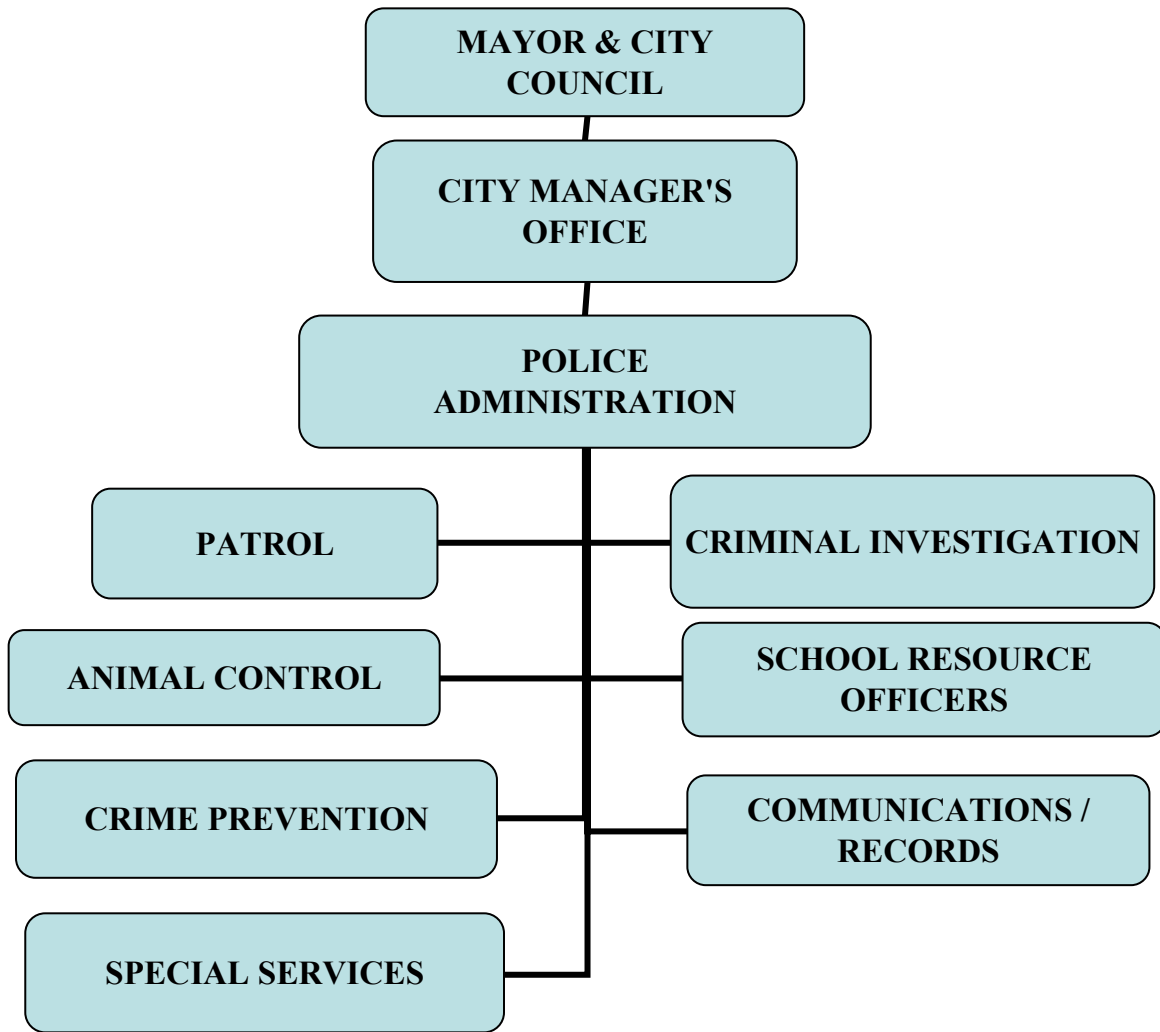 MAYOR & CITY
COUNCIL
CITY MANAGER'S
OFFICE
POLICE
ADMINISTRATION
PATROL
CRIMINAL INVESTIGATION
ANIMAL CONTROL
SCHOOL RESOURCE
OFFICERS
CRIME PREVENTION
COMMUNICATIONS /
RECORDS
SPECIAL SERVICES